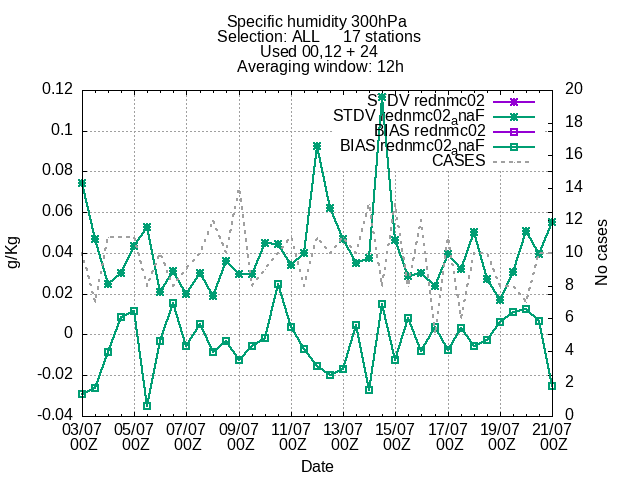 Specific humidity 300hPa
Selection: ALL 17 stations
Used 00,12 + 24
Averaging window: 12h
STDV rednmc02
STDV rednmc02anaF
BIAS rednmc02
BIAS rednmc02anaF
CASES
0.12
0.1
0.08
0.06
0.04
0.02
0
-0.02
-0.04
20
18
16
14
12
10
8
6
4
2
0
g/Kg
No cases
03/07 05/07 07/07 09/07 11/07 13/07 15/07 17/07 19/07 21/07
00Z 00Z 00Z 00Z 00Z 00Z 00Z 00Z 00Z 00Z
Date